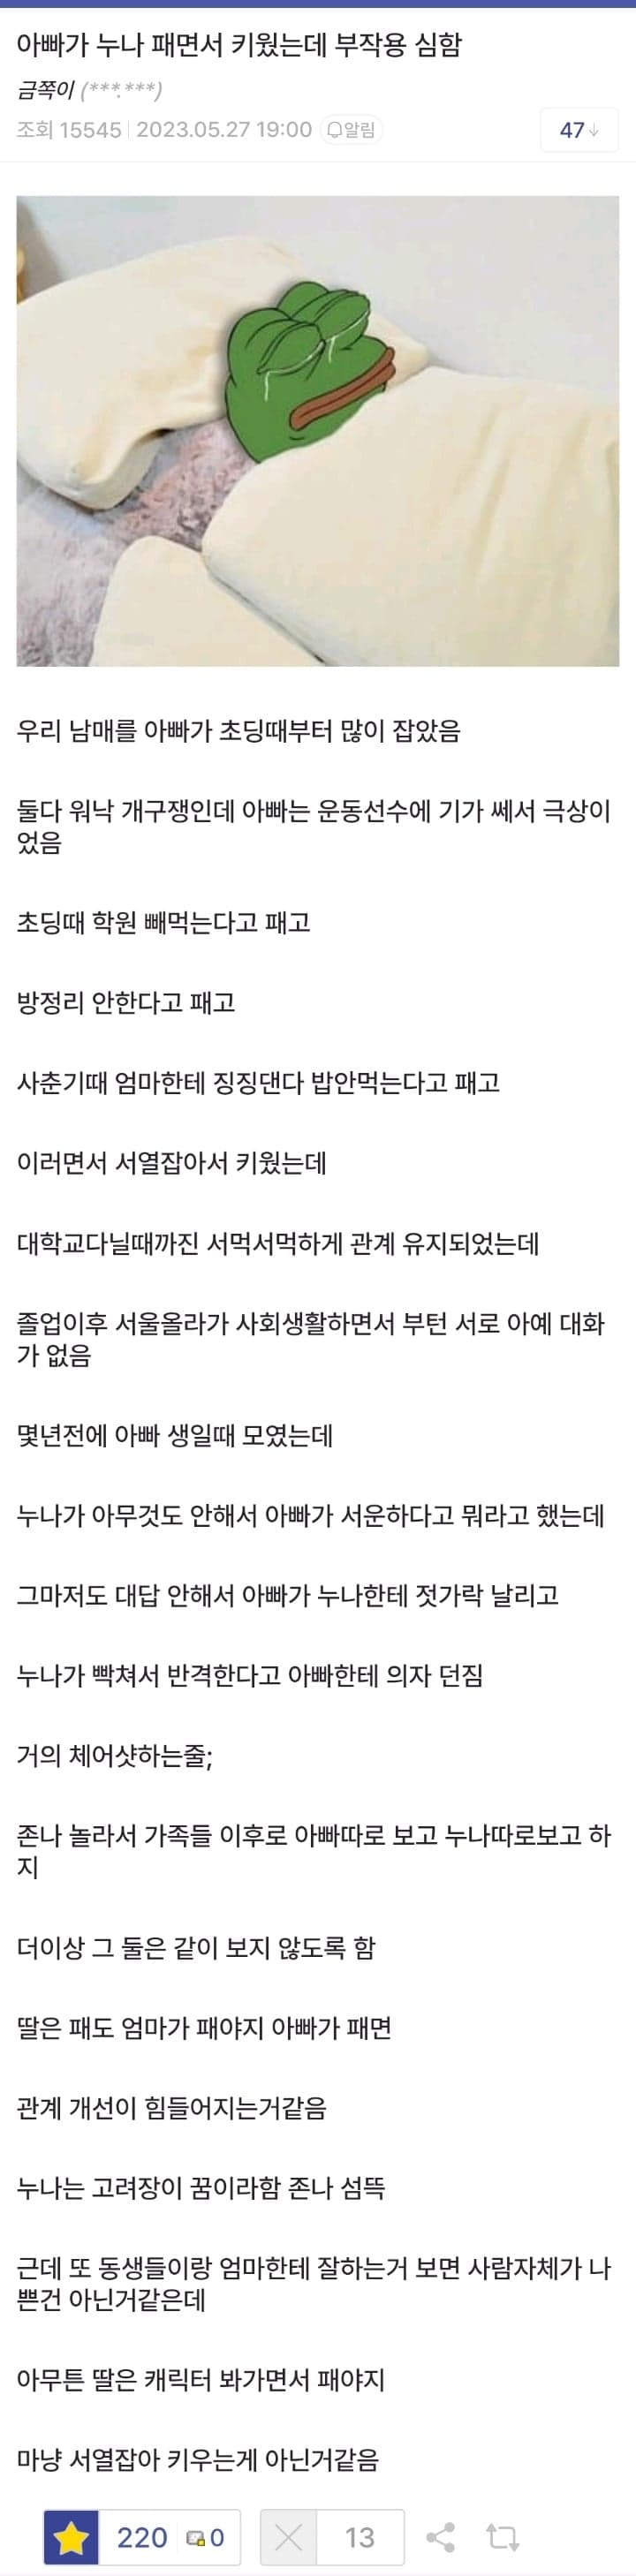 아빠가 누나 패면서 키웠는데 부작용 심함
금쪽이 (***.***)
조회 15545 | 2023.05.27 19:00 알림
47↓
우리 남매를 아빠가 초딩때부터 많이 잡았음
둘다 워낙 개구쟁인데 아빠는 운동선수에 기가 쎄서 극상이
었음
초딩때 학원 빼먹는다고 패고
방정리 안한다고 패고
사춘기때 엄마한테 징징댄다 밥안먹는다고 패고
이러면서 서열잡아서 키웠는데
대학교다닐때까진 서먹서먹하게 관계 유지되었는데
졸업이후 서울올라가 사회생활하면서 부턴 서로 아예 대화
가 없음
몇년전에 아빠 생일때 모였는데
누나가 아무것도 안해서 아빠가 서운하다고 뭐라고 했는데
그마저도 대답 안해서 아빠가 누나한테 젓가락 날리고
누나가 빡쳐서 반격한다고 아빠한테 의자 던짐
거의 체어샷하는줄;
존나 놀라서 가족들 이후로 아빠따로 보고 누나따로보고 하
지
더이상 그 둘은 같이 보지 않도록 함
딸은 패도 엄마가 패야지 아빠가 패면
관계 개선이 힘들어지는거같음
누나는 고려장이 꿈이라함 존나 섬뜩
근데 또 동생들이랑 엄마한테 잘하는거 보면 사람자체가 나
쁜건 아닌거같은데
아무튼 딸은 캐릭터 봐가면서 패야지
마냥 서열잡아 키우는게 아닌거같음
220 0 13